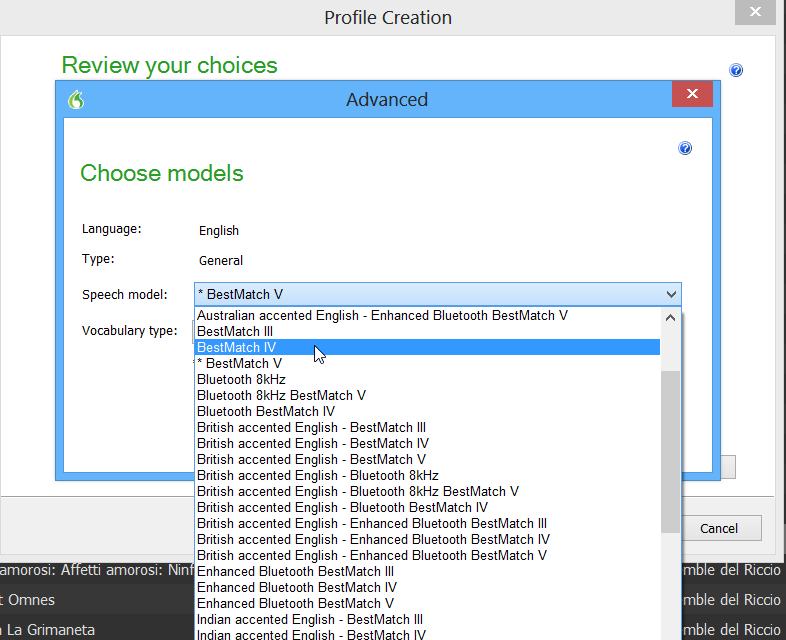 Profile Creation
Review your choices
Advanced
Choose models
Language: English
Type: General
Speech model: * BestMatch V
Vocabulary type:
Australian accented English - Enhanced Bluetooth BestMatch V
BestMatch III
BestMatch IV
* BestMatch V
Bluetooth 8kHz
Bluetooth 8kHz BestMatch V
Bluetooth BestMatch IV
British accented English - BestMatch III
British accented English - BestMatch IV
British accented English - BestMatch V
British accented English - Bluetooth 8kHz
British accented English - Bluetooth 8kHz BestMatch V
British accented English - Bluetooth BestMatch IV
British accented English - Enhanced Bluetooth BestMatch III
British accented English - Enhanced Bluetooth BestMatch IV
British accented English - Enhanced Bluetooth BestMatch V
Enhanced Bluetooth BestMatch III
Enhanced Bluetooth BestMatch IV
Enhanced Bluetooth BestMatch V
Indian accented English - BestMatch III
Indian accented English - BestMatch IV
Cancel
amorosi: Affetti amorosi: Ninf
mble del Riccio
t Omnes
mble del Riccio
La Grimaneta
mble del Riccio